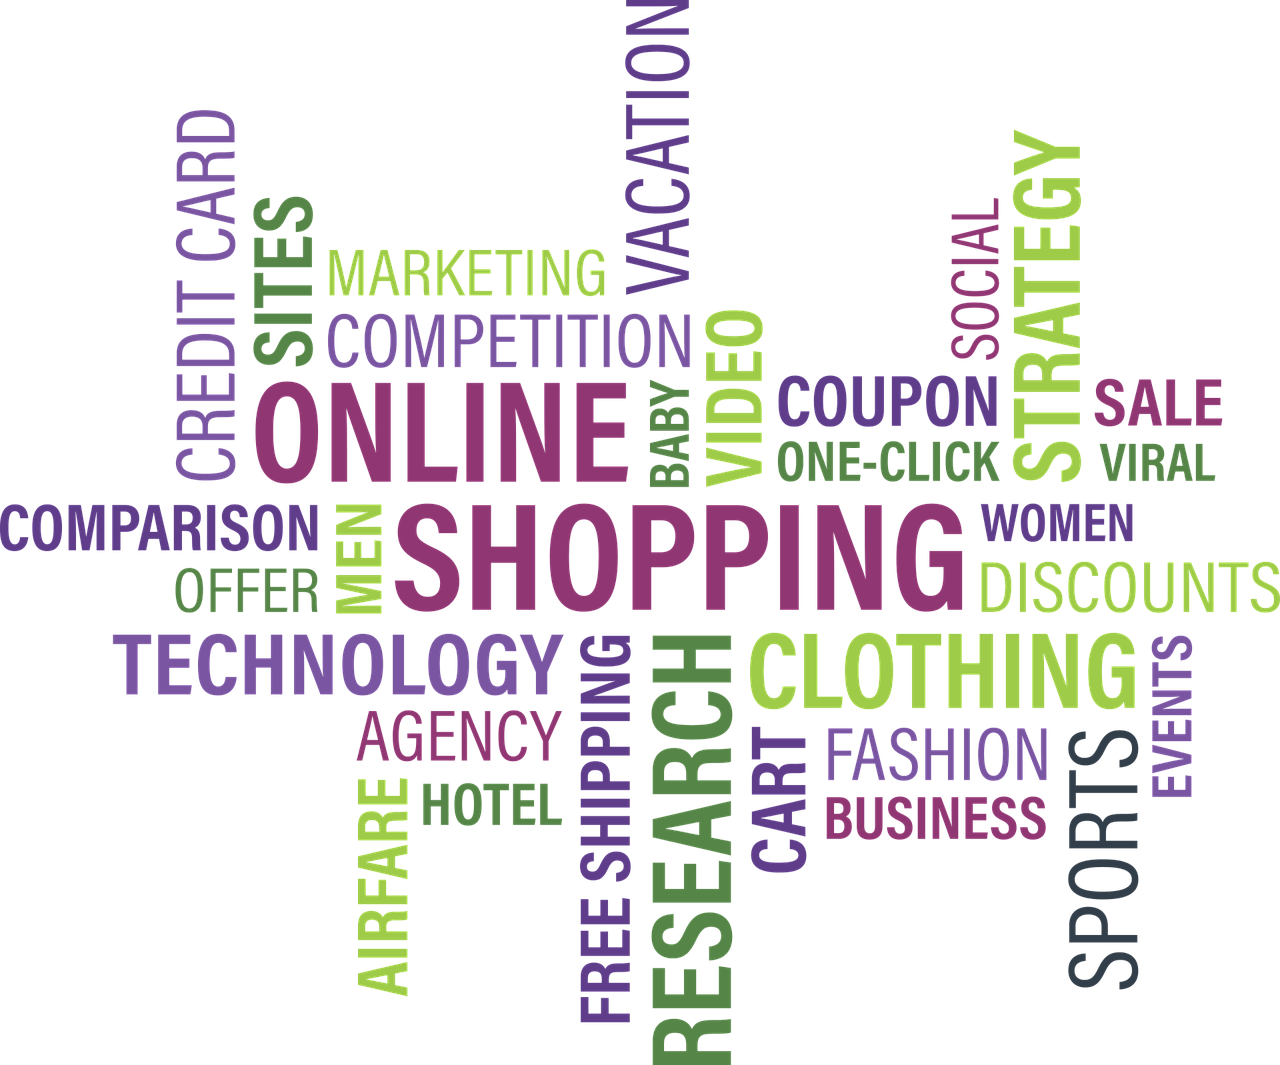 VACATION
CREDIT CARD
SITES
MARKETING
COMPETITION
SOCIAL
STRATEGY
VIDEO
BABY
COUPON
SALE
ONLINE
ONE-CLICK
VIRAL
COMPARISON
MEN
SHOPPING
WOMEN
OFFER
DISCOUNTS
TECHNOLOGY
FREE SHIPPING
RESEARCH
CLOTHING
EVENTS
AGENCY
CART
FASHION
SPORTS
AIRFARE
HOTEL
BUSINESS